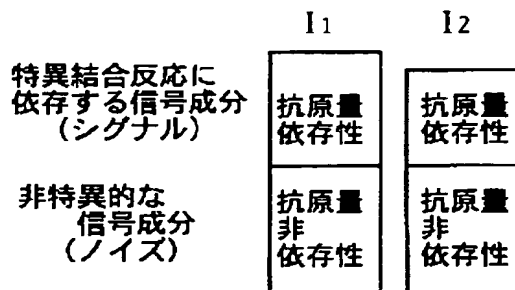 I1 I2
特異結合反応に
依存する信号成分
(シグナル)
抗原量
依存性
抗原量
依存性
非特異的な
信号成分
(ノイズ)
抗原量
非
依存性
抗原量
非
依存性